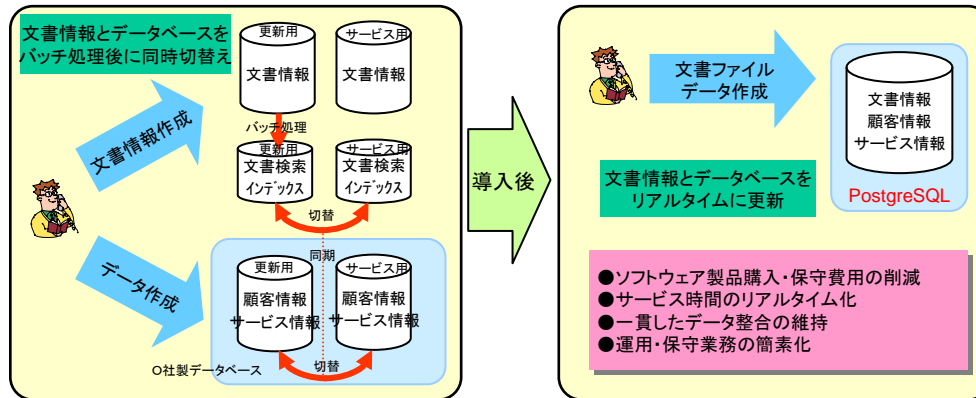 文書情報とデータベースを
バッチ処理後に同時切替え
更新用
文書情報
サービス用
文書情報
文書情報作成
バッチ処理
更新用
文書検索
インデックス
サービス用
文書検索
インデックス
切替
同期
データ作成
更新用
顧客情報
サービス情報
サービス用
顧客情報
サービス情報
切替
O社製データベース
導入後
文書ファイル
データ作成
文書情報
顧客情報
サービス情報
PostgreSQL
文書情報とデータベースを
リアルタイムに更新
●ソフトウェア製品購入・保守費用の削減
●サービス時間のリアルタイム化
●一貫したデータ整合の維持
●運用・保守業務の簡素化